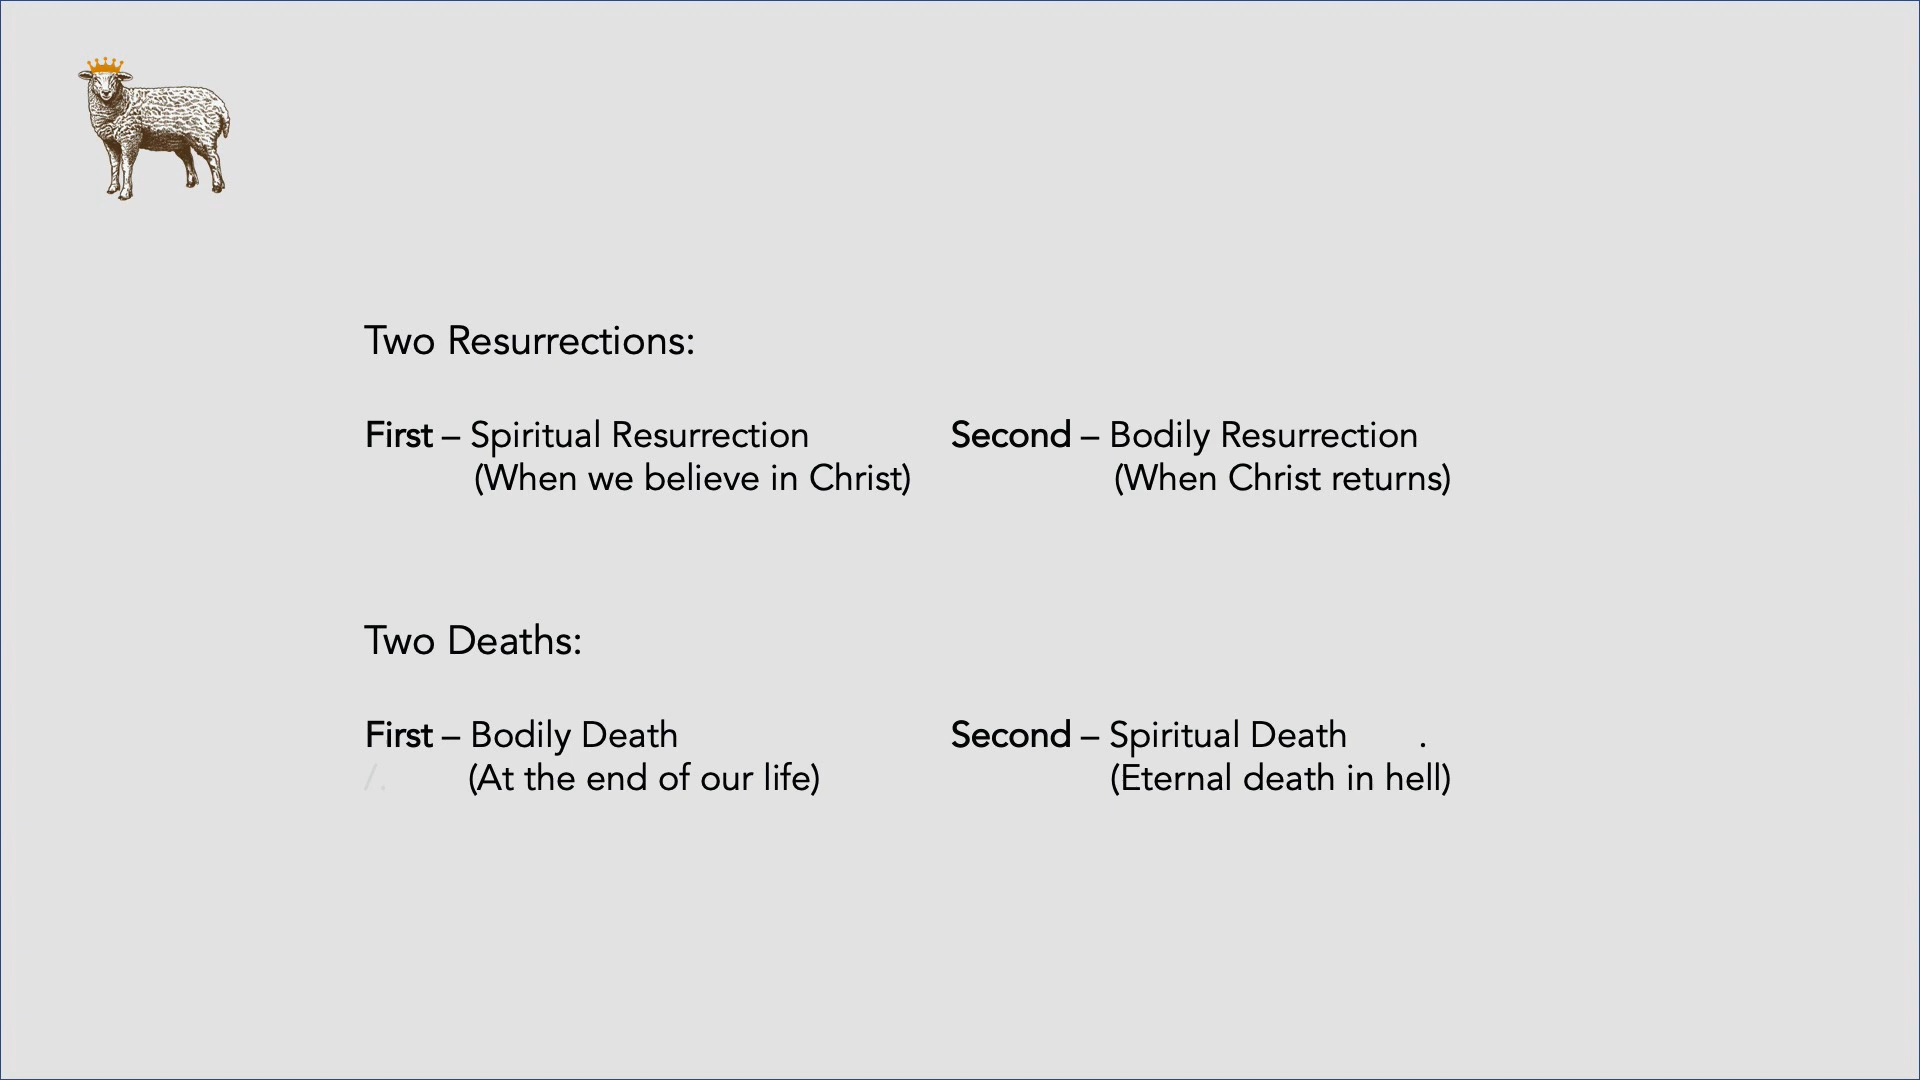 Two Resurrections:
First – Spiritual Resurrection Second – Bodily Resurrection
(When we believe in Christ) (When Christ returns)
Two Deaths:
First – Bodily Death Second – Spiritual Death .
/. (At the end of our life) (Eternal death in hell)